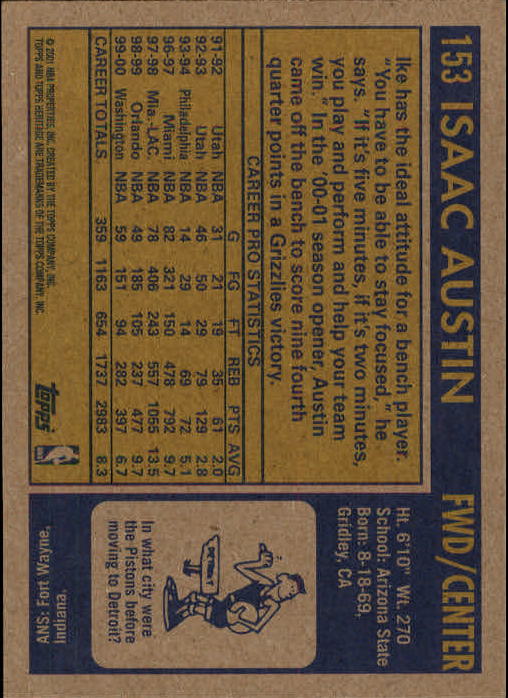 153 ISAAC AUSTIN FWD/CENTER
Ike has the ideal attitude for a bench player.
"You have to be able to stay focused," he
says. "If it's five minutes, if it's two minutes,
you play and perform and help your team
win." In the '00-01 season opener, Austin
came off the bench to score nine fourth
quarter points in a Grizzlies victory.
CAREER PRO STATISTICS
G FG FT REB PTS AVG
91-92 Utah NBA 31 21 19 35 61 2.0
92-93 Utah NBA 46 50 29 79 129 2.8
93-94 Philadelphia NBA 14 29 14 69 72 5.1
96-97 Miami NBA 82 321 150 478 792 9.7
97-98 Mia.-LAC. NBA 78 406 243 557 1055 13.5
98-99 Orlando NBA 49 185 105 237 477 9.7
99-00 Washington NBA 59 151 94 282 397 6.7
CAREER TOTALS. 359 1163 654 1737 2983 8.3
© 2001 NBA PROPERTIES, INC. CREATED BY THE TOPPS COMPANY, INC.
TOPPS AND TOPPS HERITAGE ARE TRADEMARKS OF THE TOPPS COMPANY, INC.
Topps
NBA
Ht. 6'10" Wt. 270
School: Arizona State
Born: 8-18-69,
Gridley, CA
DETROIT
In what city were
the Pistons before
moving to Detroit?
ANS: Fort Wayne,
Indiana.